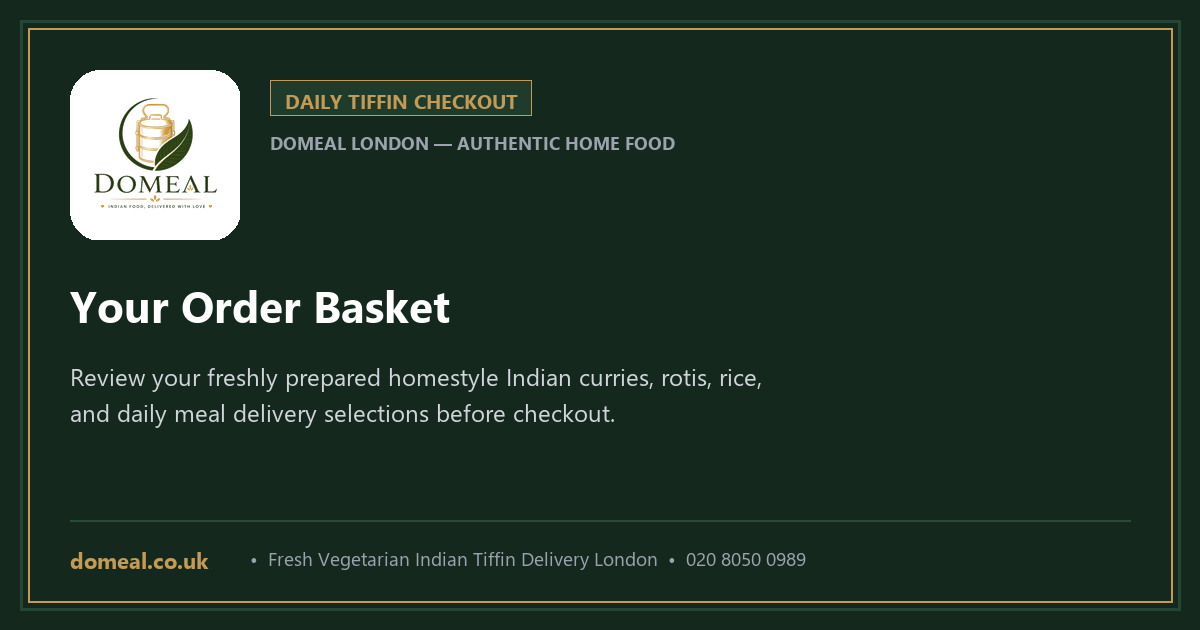 DAILY TIFFIN CHECKOUT
DOMEAL LONDON — AUTHENTIC HOME FOOD
DOMEAL
INDIAN FOOD, DELIVERED WITH LOVE
Your Order Basket
Review your freshly prepared homestyle Indian curries, rotis, rice,
and daily meal delivery selections before checkout.
domeal.co.uk • Fresh Vegetarian Indian Tiffin Delivery London • 020 8050 0989